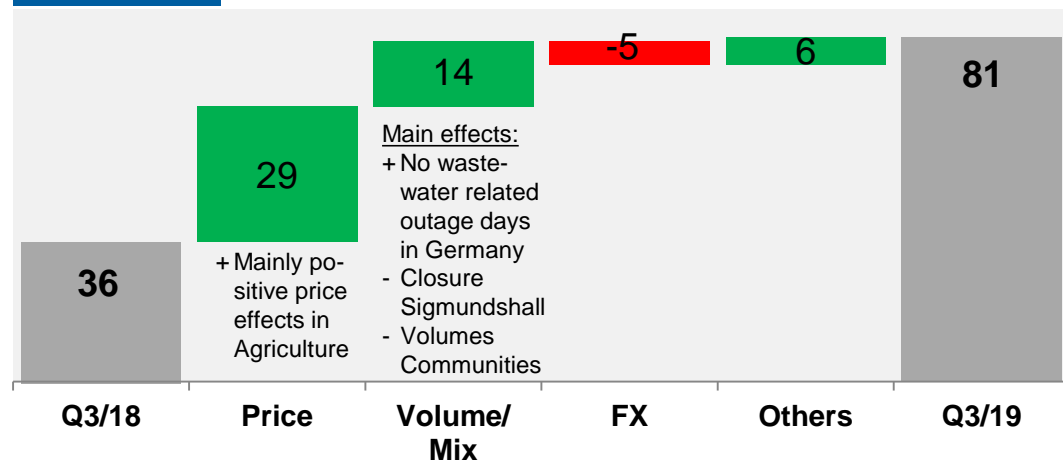 36
29
+ Mainly po-
sitive price
effects in
Agriculture
14
Main effects:
+ No waste-
water related
outage days
in Germany
- Closure
Sigmundshall
- Volumes
Communities
-5
6
81
Q3/18
Price
Volume/
Mix
FX
Others
Q3/19